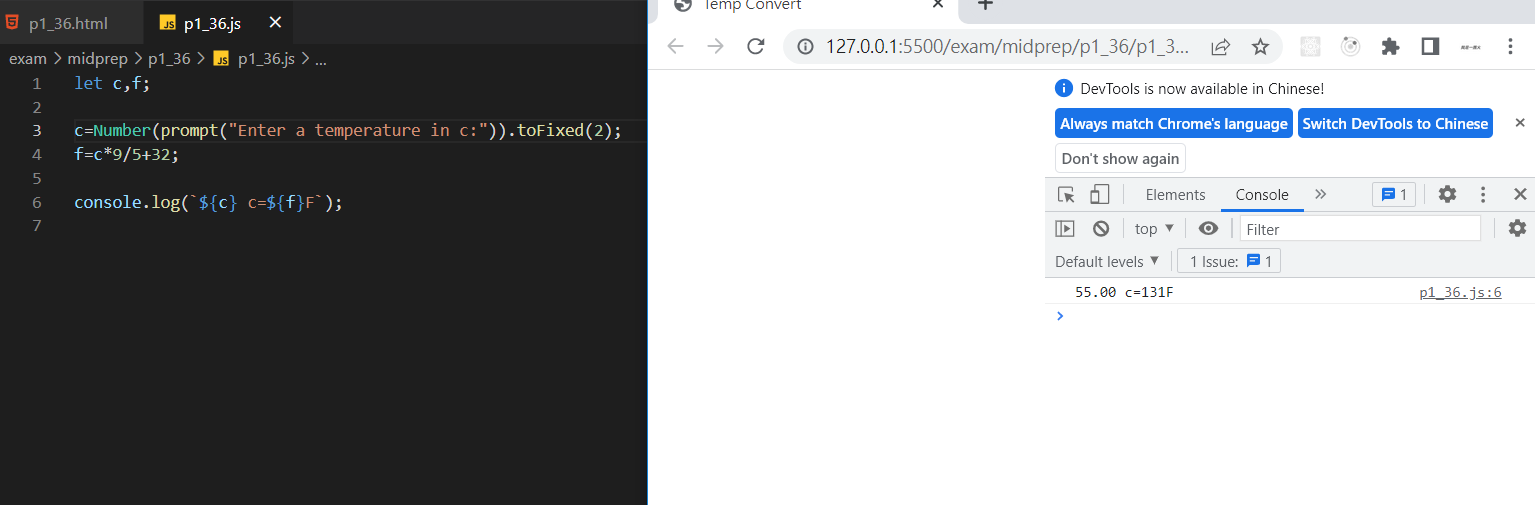 p1_36.html
JS p1_36.js
exam > midprep > p1_36 > JS p1_36.js > ...
1 let c,f;
2
3 c=Number(prompt("Enter a temperature in c:")).toFixed(2);
4 f=c*9/5+32;
5
6 console.log(`${c} c=${f}F`);
7
Temp Convert
127.0.0.1:5500/exam/midprep/p1_36/p1_3...
DevTools is now available in Chinese!
Always match Chrome's language
Switch DevTools to Chinese
Don't show again
Elements Console 1
top Filter
Default levels 1 Issue: 1
55.00 c=131F p1_36.js:6